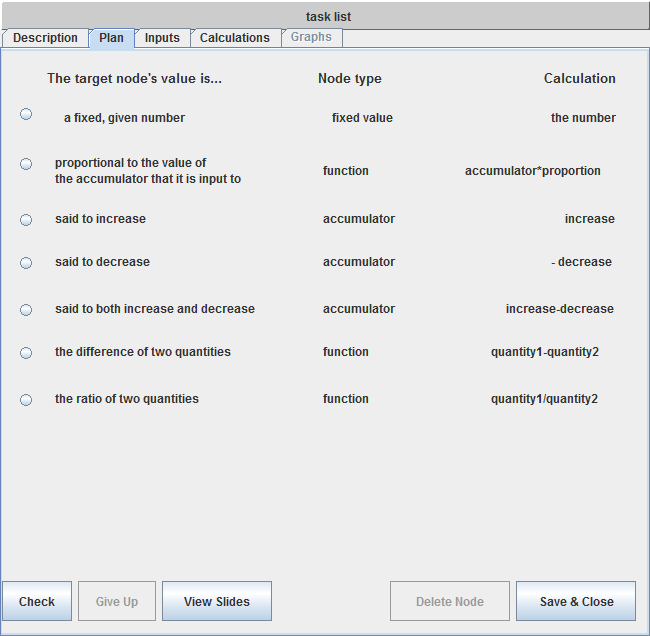 task list
Description Plan Inputs Calculations Graphs
The target node's value is... Node type Calculation
a fixed, given number fixed value the number
proportional to the value of
the accumulator that it is input to function accumulator*proportion
said to increase accumulator increase
said to decrease accumulator - decrease
said to both increase and decrease accumulator increase-decrease
the difference of two quantities function quantity1-quantity2
the ratio of two quantities function quantity1/quantity2
Check Give Up View Slides Delete Node Save & Close